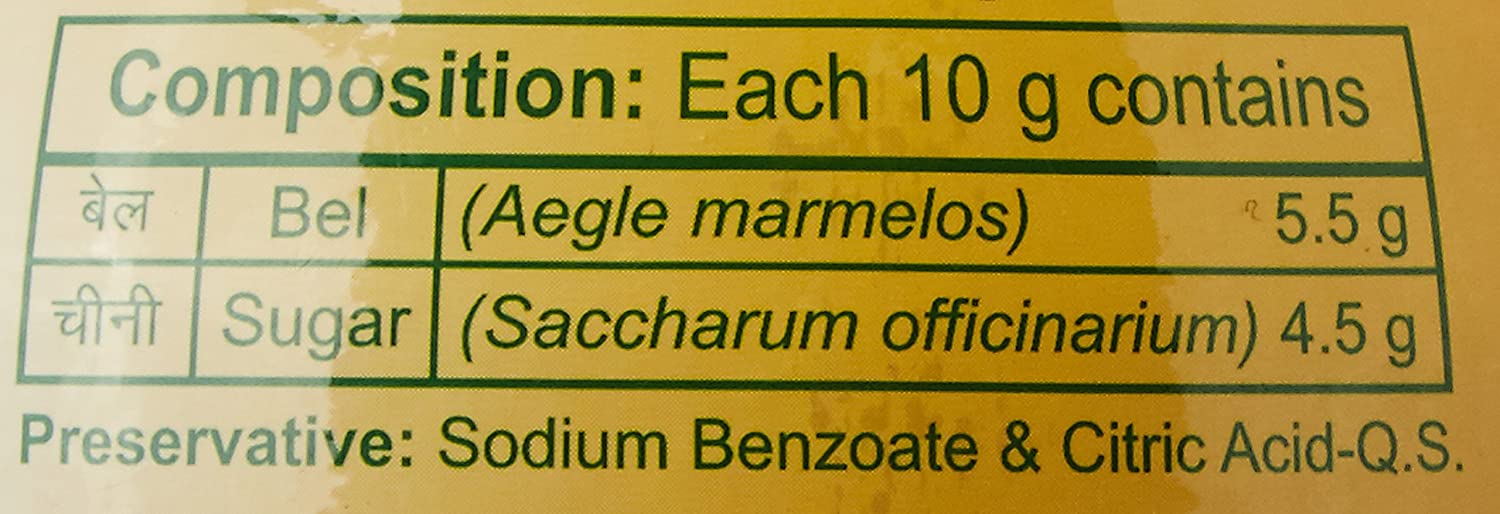 Composition: Each 10 g contains
बेल Bel (Aegle marmelos) 5.5 g
चीनी Sugar (Saccharum officinarium) 4.5 g
Preservative: Sodium Benzoate & Citric Acid-Q.S.